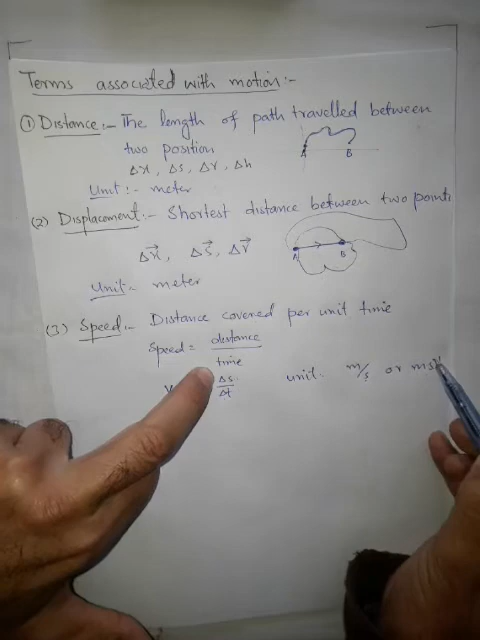 Terms associated with motion:-
① Distance:- The length of path travelled between
two position
Δx, Δs, Δr, Δh
A B
Unit:- meter
(2) Displacement:- Shortest distance between two points
Δx⃗, Δs⃗, Δr⃗
A B
Unit:- meter
(3) Speed:- Distance covered per unit time
Speed = distance / time
Δs / Δt unit:- m/s or ms